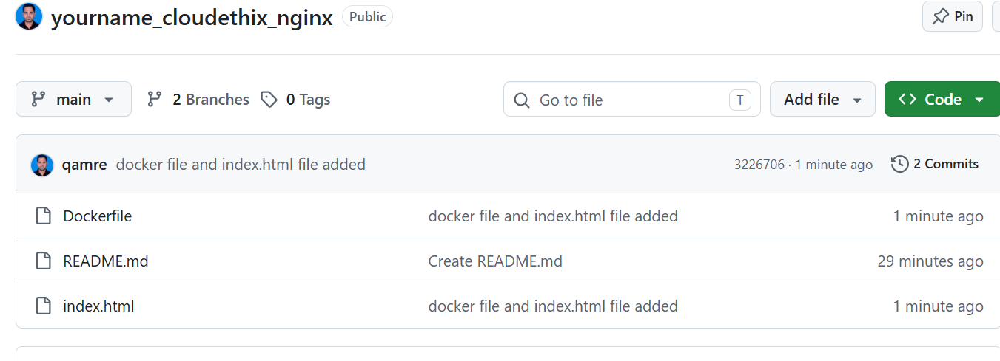 yourname_cloudethix_nginx Public Pin
main 2 Branches 0 Tags Go to file T Add file Code
qamre docker file and index.html file added 3226706 · 1 minute ago 2 Commits
Dockerfile docker file and index.html file added 1 minute ago
README.md Create README.md 29 minutes ago
index.html docker file and index.html file added 1 minute ago